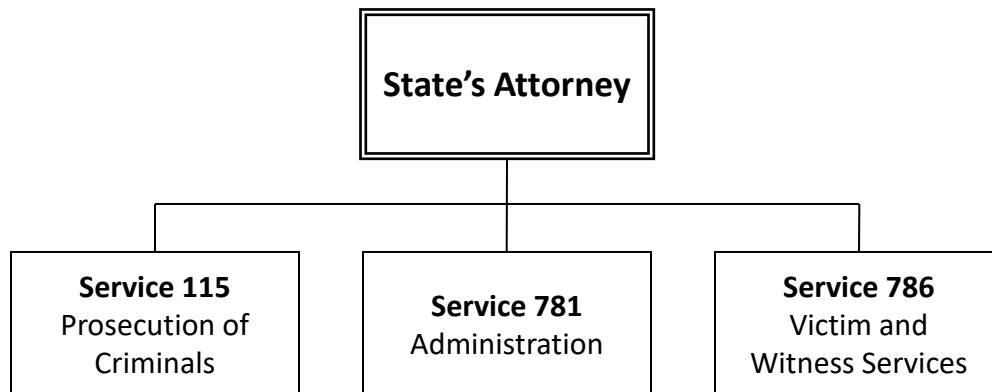 State’s Attorney
Service 115
Prosecution of
Criminals
Service 781
Administration
Service 786
Victim and
Witness Services